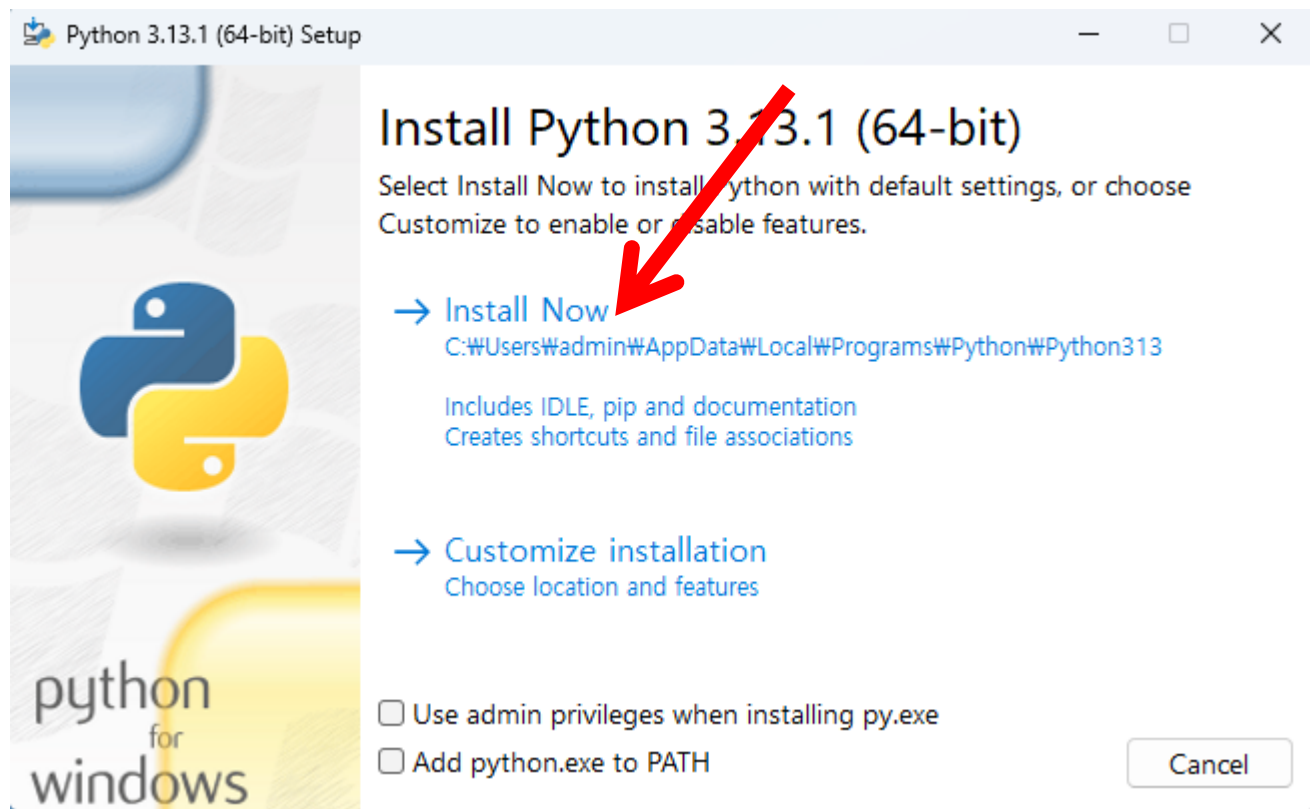 Python 3.13.1 (64-bit) Setup
Install Python 3.13.1 (64-bit)
Select Install Now to install Python with default settings, or choose
Customize to enable or disable features.
Install Now
C:₩Users₩admin₩AppData₩Local₩Programs₩Python₩Python313
Includes IDLE, pip and documentation
Creates shortcuts and file associations
Customize installation
Choose location and features
python
for
windows
Use admin privileges when installing py.exe
Add python.exe to PATH
Cancel